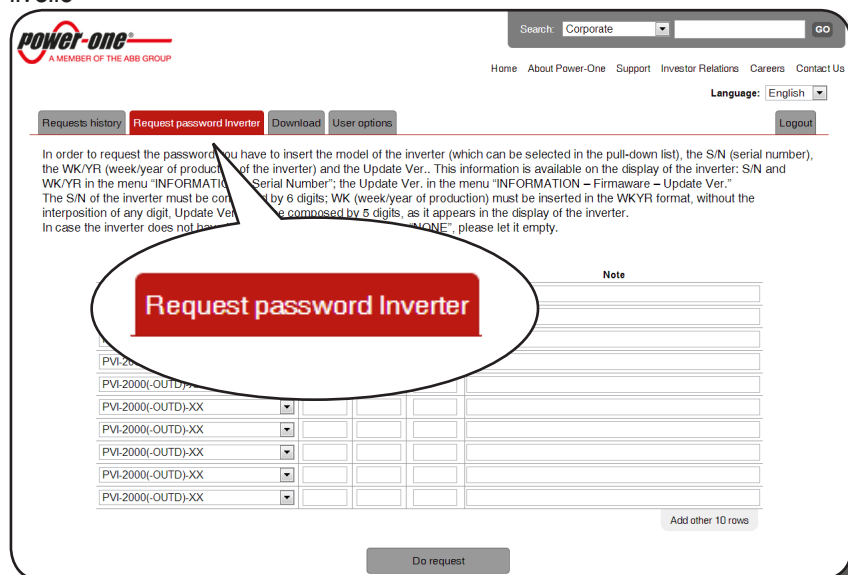 power-one®
A MEMBER OF THE ABB GROUP
Search: Corporate GO
Home About Power-One Support Investor Relations Careers Contact Us
Language: English
Requests history Request password Inverter Download User options Logout
In order to request the password you have to insert the model of the inverter (which can be selected in the pull-down list), the S/N (serial number),
the WK/YR (week/year of production of the inverter) and the Update Ver.. This information is available on the display of the inverter: S/N and
WK/YR in the menu "INFORMATIO Serial Number"; the Update Ver. in the menu "INFORMATION – Firmaware – Update Ver."
The S/N of the inverter must be com by 6 digits; WK (week/year of production) must be inserted in the WKYR format, without the
interposition of any digit, Update Ver e composed by 5 digits, as it appears in the display of the inverter.
In case the inverter does not have "NONE", please let it empty.
Note
Request password Inverter
PVI-20
PVI-2000(-OUTD)-
PVI-2000(-OUTD)-XX
PVI-2000(-OUTD)-XX
PVI-2000(-OUTD)-XX
PVI-2000(-OUTD)-XX
PVI-2000(-OUTD)-XX
Add other 10 rows
Do request